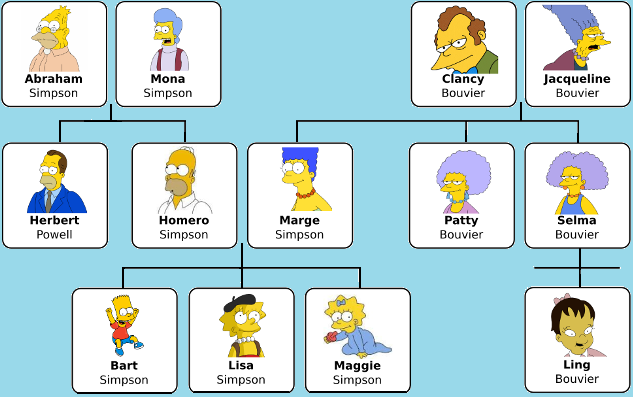 Abraham
Simpson
Mona
Simpson
Clancy
Bouvier
Jacqueline
Bouvier
Herbert
Powell
Homero
Simpson
Marge
Simpson
Patty
Bouvier
Selma
Bouvier
Bart
Simpson
Lisa
Simpson
Maggie
Simpson
Ling
Bouvier